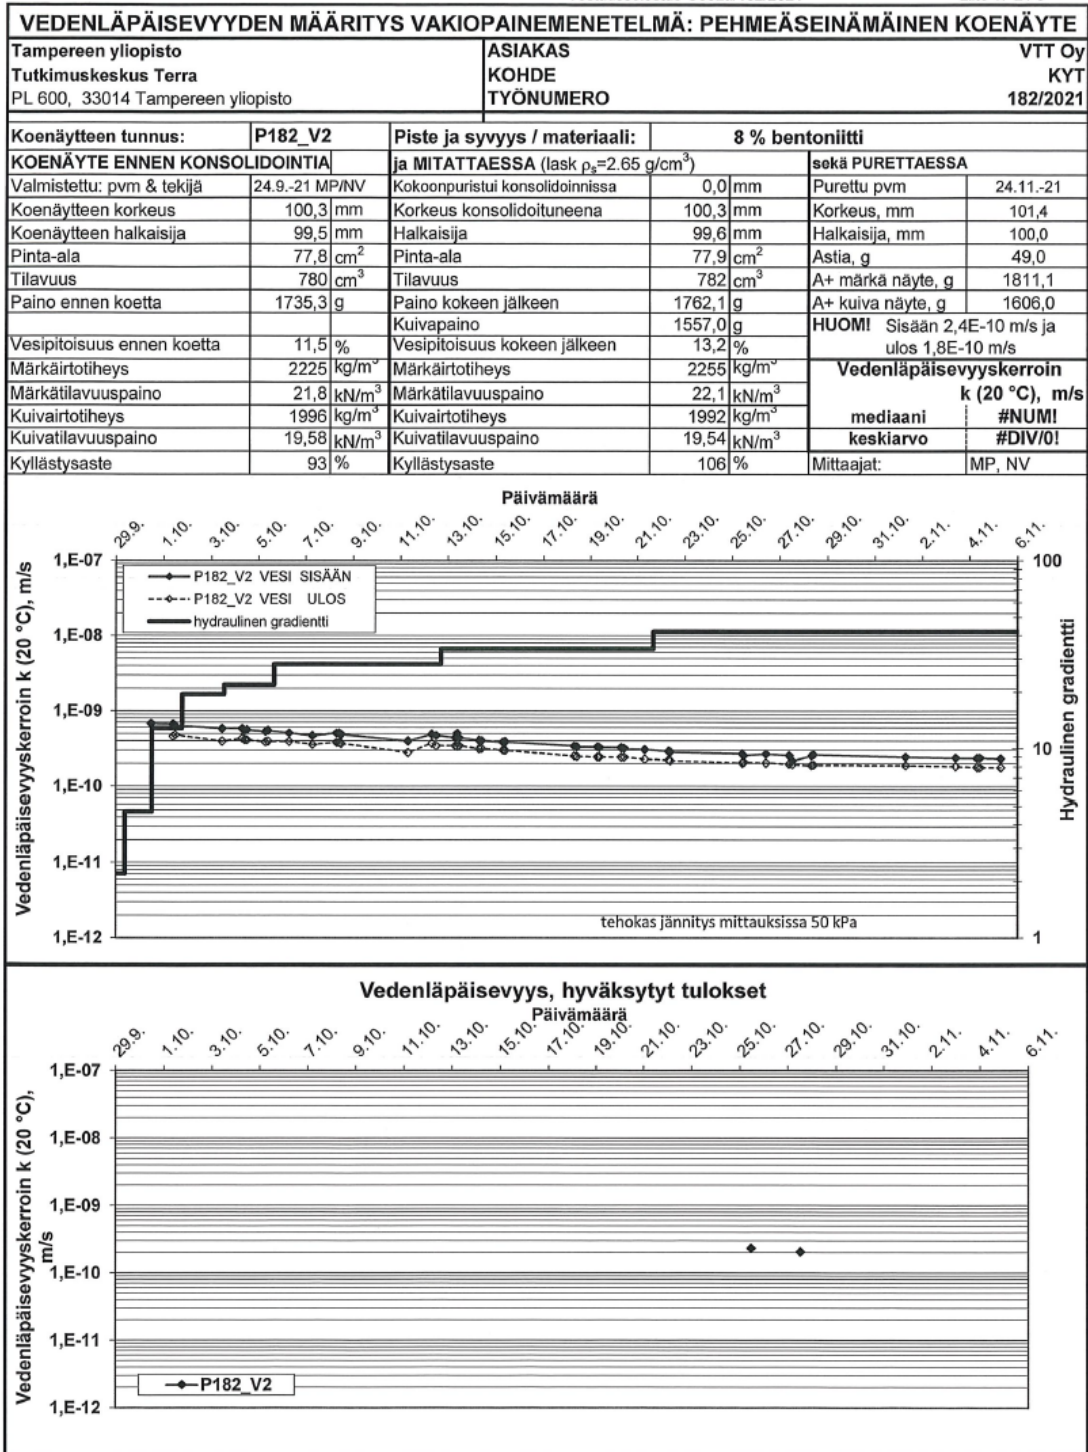 VEDENLÄPÄISEVYYDEN MÄÄRITYS VAKIOPAINEMENETELMÄ: PEHMEÄSEINÄMÄINEN KOENÄYTE
Tampereen yliopisto ASIAKAS VTT Oy
Tutkimuskeskus Terra KOHDE KYT
PL 600, 33014 Tampereen yliopisto TYÖNUMERO 182/2021
Koenäytteen tunnus: P182_V2 Piste ja syvyys / materiaali: 8 % bentoniitti
KOENÄYTE ENNEN KONSOLIDOINTIA ja MITATTAESSA (lask ρs=2.65 g/cm³) sekä PURETTAESSA
Valmistettu: pvm & tekijä 24.9.-21 MP/NV Kokoonpuristui konsolidoinnissa 0,0 mm Purettu pvm 24.11.-21
Koenäytteen korkeus 100,3 mm Korkeus konsolidoituneena 100,3 mm Korkeus, mm 101,4
Koenäytteen halkaisija 99,5 mm Halkaisija 99,6 mm Halkaisija, mm 100,0
Pinta-ala 77,8 cm² Pinta-ala 77,9 cm² Astia, g 49,0
Tilavuus 780 cm³ Tilavuus 782 cm³ A+ märkä näyte, g 1811,1
Paino ennen koetta 1735,3 g Paino kokeen jälkeen 1762,1 g A+ kuiva näyte, g 1606,0
Kuivapaino 1557,0 g HUOM! Sisään 2,4E-10 m/s ja
Vesipitoisuus ennen koetta 11,5 % Vesipitoisuus kokeen jälkeen 13,2 % ulos 1,8E-10 m/s
Märkäirtotiheys 2225 kg/m³ Märkäirtotiheys 2255 kg/m³ Vedenläpäisevyyskerroin
Märkätilavuuspaino 21,8 kN/m³ Märkätilavuuspaino 22,1 kN/m³ k (20 °C), m/s
Kuivairtotiheys 1996 kg/m³ Kuivairtotiheys 1992 kg/m³ mediaani #NUM!
Kuivatilavuuspaino 19,58 kN/m³ Kuivatilavuuspaino 19,54 kN/m³ keskiarvo #DIV/0!
Kyllästysaste 93 % Kyllästysaste 106 % Mittaajat: MP, NV
Päivämäärä
29.9. 1.10. 3.10. 5.10. 7.10. 9.10. 11.10. 13.10. 15.10. 17.10. 19.10. 21.10. 23.10. 25.10. 27.10. 29.10. 31.10. 2.11. 4.11. 6.11.
Vedenläpäisevyyskerroin k (20 °C), m/s
1,E-07
1,E-08
1,E-09
1,E-10
1,E-11
1,E-12
P182_V2 VESI SISÄÄN
P182_V2 VESI ULOS
hydraulinen gradientti
tehokas jännitys mittauksissa 50 kPa
100
10
1
Hydraulinen gradientti
Vedenläpäisevyys, hyväksytyt tulokset
Päivämäärä
29.9. 1.10. 3.10. 5.10. 7.10. 9.10. 11.10. 13.10. 15.10. 17.10. 19.10. 21.10. 23.10. 25.10. 27.10. 29.10. 31.10. 2.11. 4.11. 6.11.
Vedenläpäisevyyskerroin k (20 °C),
m/s
1,E-07
1,E-08
1,E-09
1,E-10
1,E-11
1,E-12
P182_V2